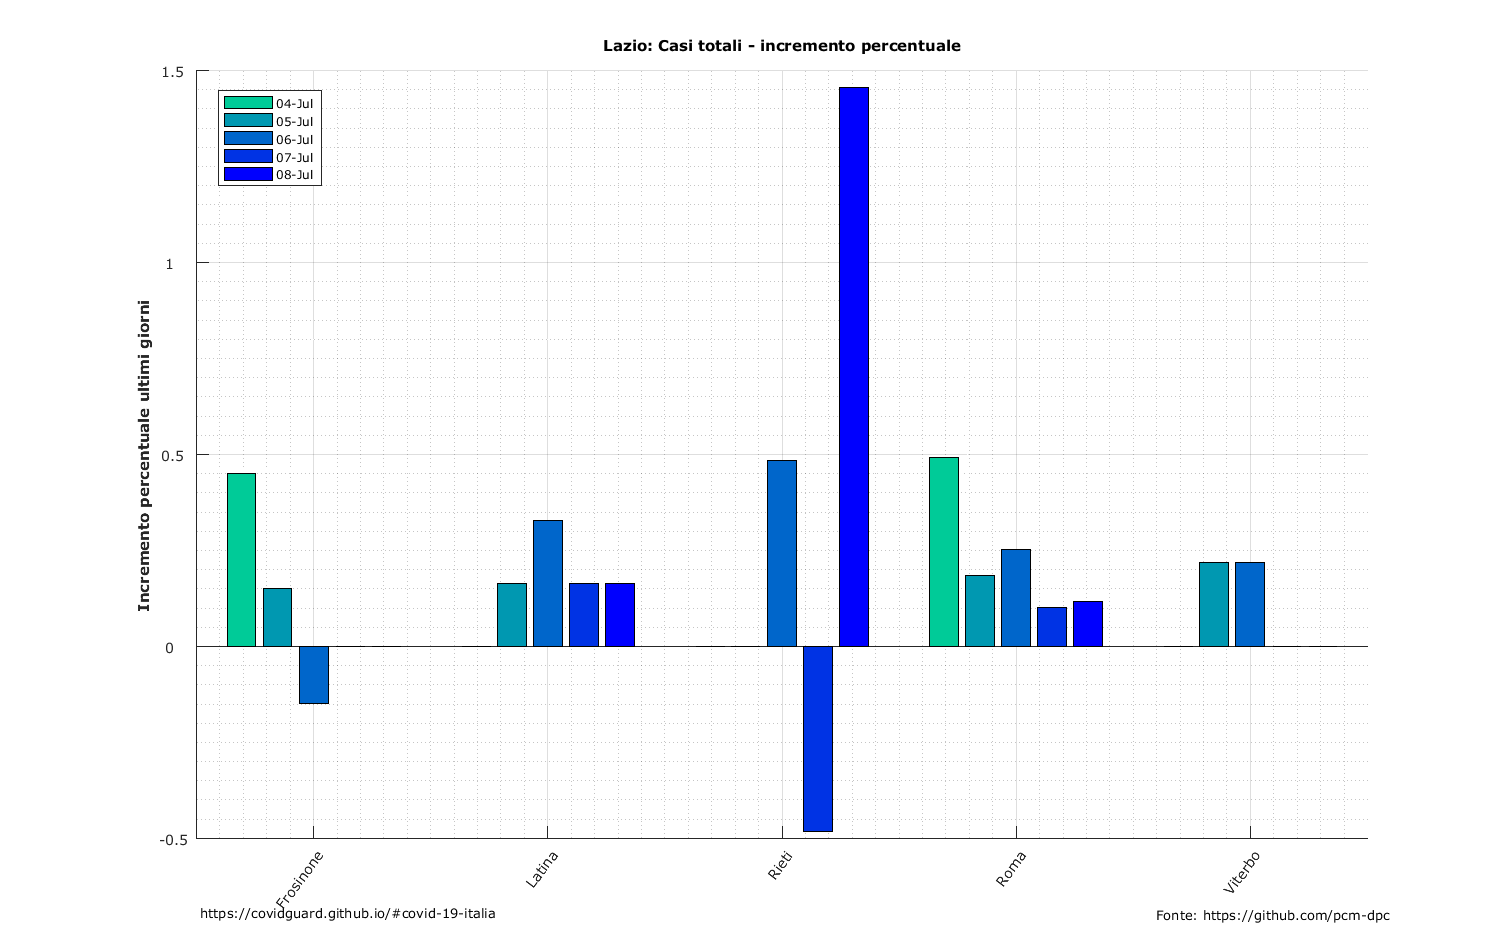 Lazio: Casi totali - incremento percentuale
1.5
1
0.5
0
-0.5
Incremento percentuale ultimi giorni
04-Jul
05-Jul
06-Jul
07-Jul
08-Jul
Frosinone
Latina
Rieti
Roma
Viterbo
https://covidguard.github.io/#covid-19-italia
Fonte: https://github.com/pcm-dpc